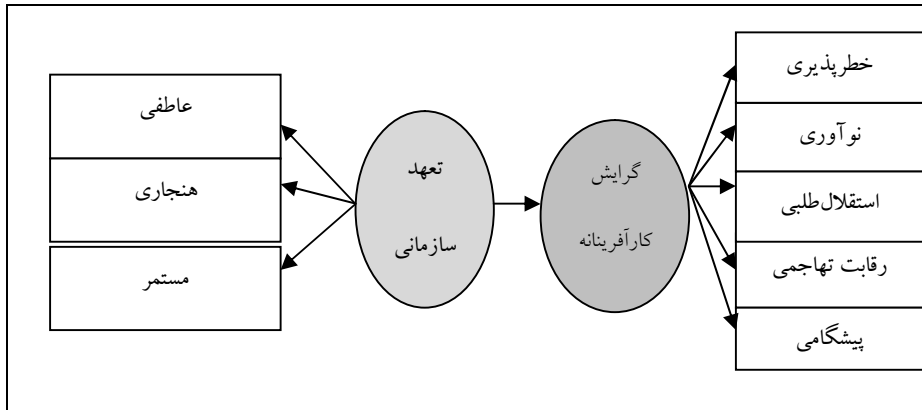 خطرپذیری
نوآوری
استقلال‌طلبی
رقابت تهاجمی
پیشگامی
گرایش
کارآفرینانه
تعهد
سازمانی
عاطفی
هنجاری
مستمر